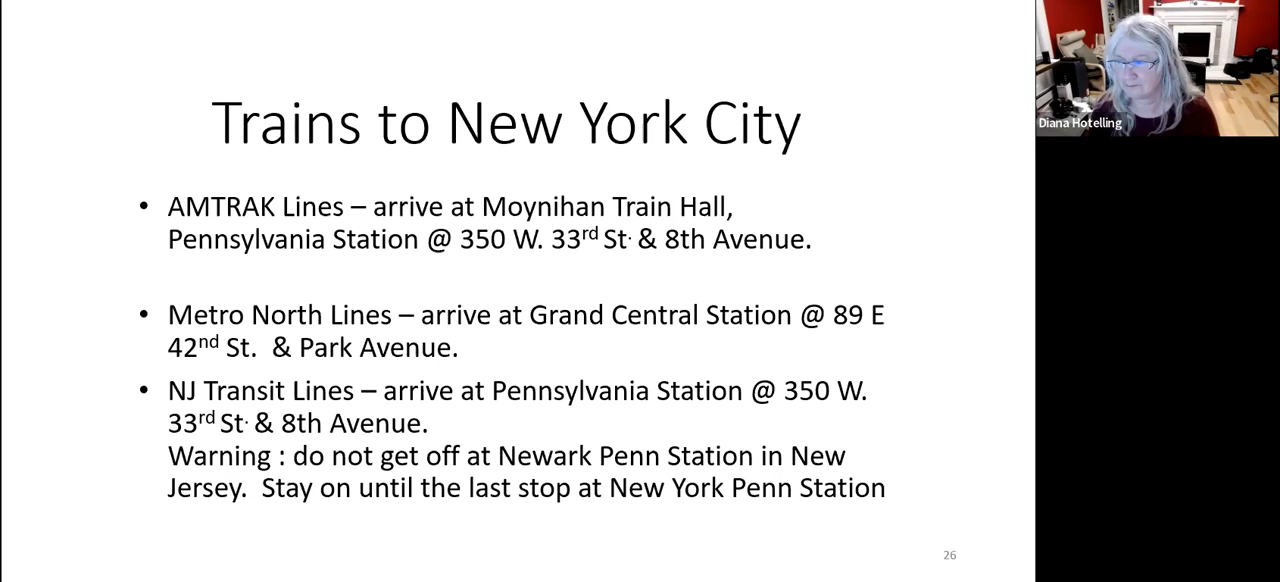 Trains to New York City
• AMTRAK Lines – arrive at Moynihan Train Hall,
Pennsylvania Station @ 350 W. 33rd St. & 8th Avenue.
• Metro North Lines – arrive at Grand Central Station @ 89 E
42nd St.  & Park Avenue.
• NJ Transit Lines – arrive at Pennsylvania Station @ 350 W.
33rd St. & 8th Avenue.
Warning : do not get off at Newark Penn Station in New
Jersey.  Stay on until the last stop at New York Penn Station
26
Diana Hotelling